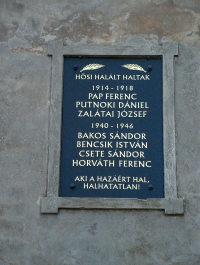 HŐSI HALÁLT HALTAK
1914 - 1918
PAP FERENC
PUTNOKI DÁNIEL
ZALÁTAI JÓZSEF
1940 - 1946
BAKOS SÁNDOR
BENCSIK ISTVÁN
CSETE SÁNDOR
HORVÁTH FERENC
AKI A HAZÁÉRT HAL,
HALHATATLAN!